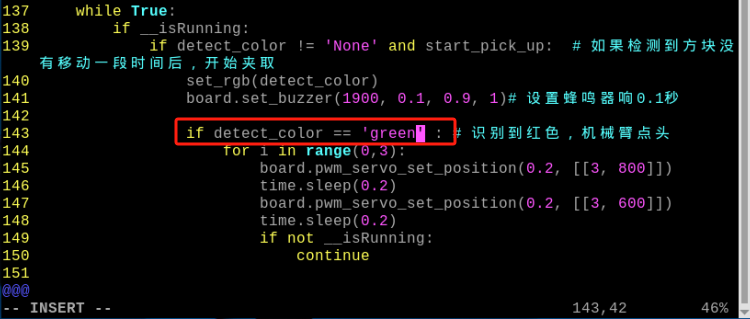 137     while True:
138         if __isRunning:
139             if detect_color != 'None' and start_pick_up:  # 如果检测到方块没
有移动一段时间后，开始夹取
140                 set_rgb(detect_color)
141                 board.set_buzzer(1900, 0.1, 0.9, 1)# 设置蜂鸣器响0.1秒
142
143                 if detect_color == 'green' : # 识别到红色，机械臂点头
144                     for i in range(0,3):
145                         board.pwm_servo_set_position(0.2, [[3, 800]])
146                         time.sleep(0.2)
147                         board.pwm_servo_set_position(0.2, [[3, 600]])
148                         time.sleep(0.2)
149                         if not __isRunning:
150                             continue
151
@@@
-- INSERT --                                                  143,42        46%